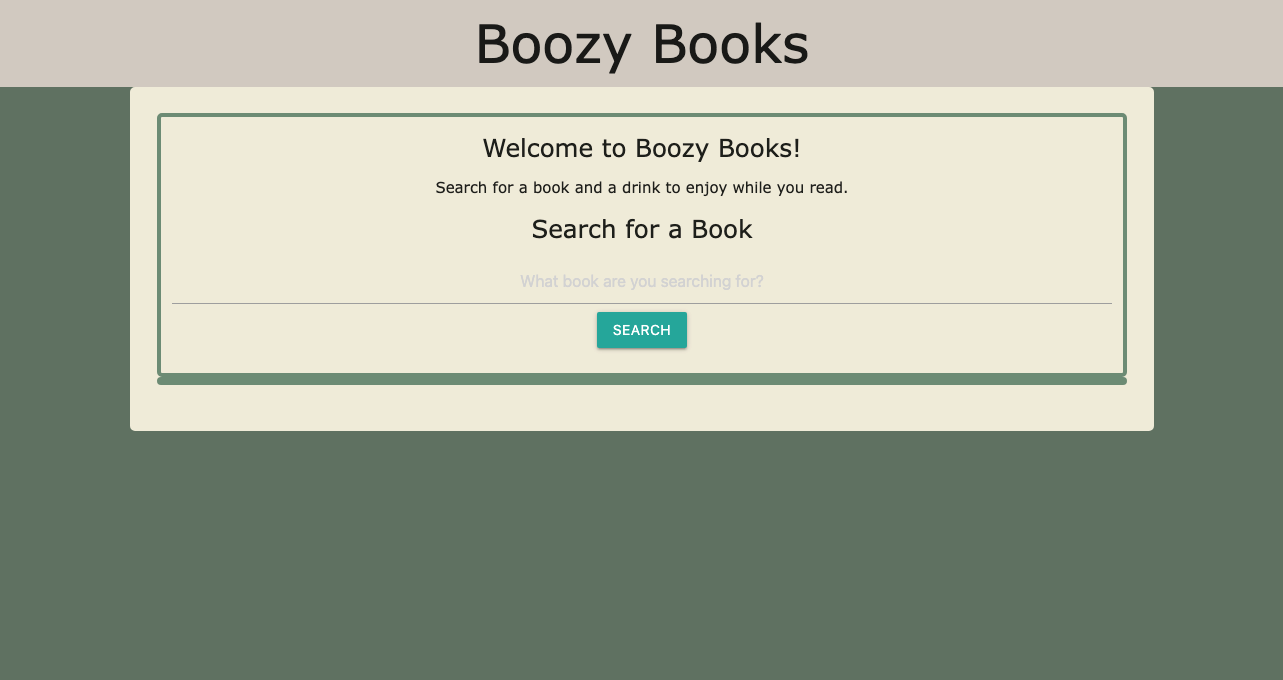 Boozy Books
Welcome to Boozy Books!
Search for a book and a drink to enjoy while you read.
Search for a Book
What book are you searching for?
SEARCH